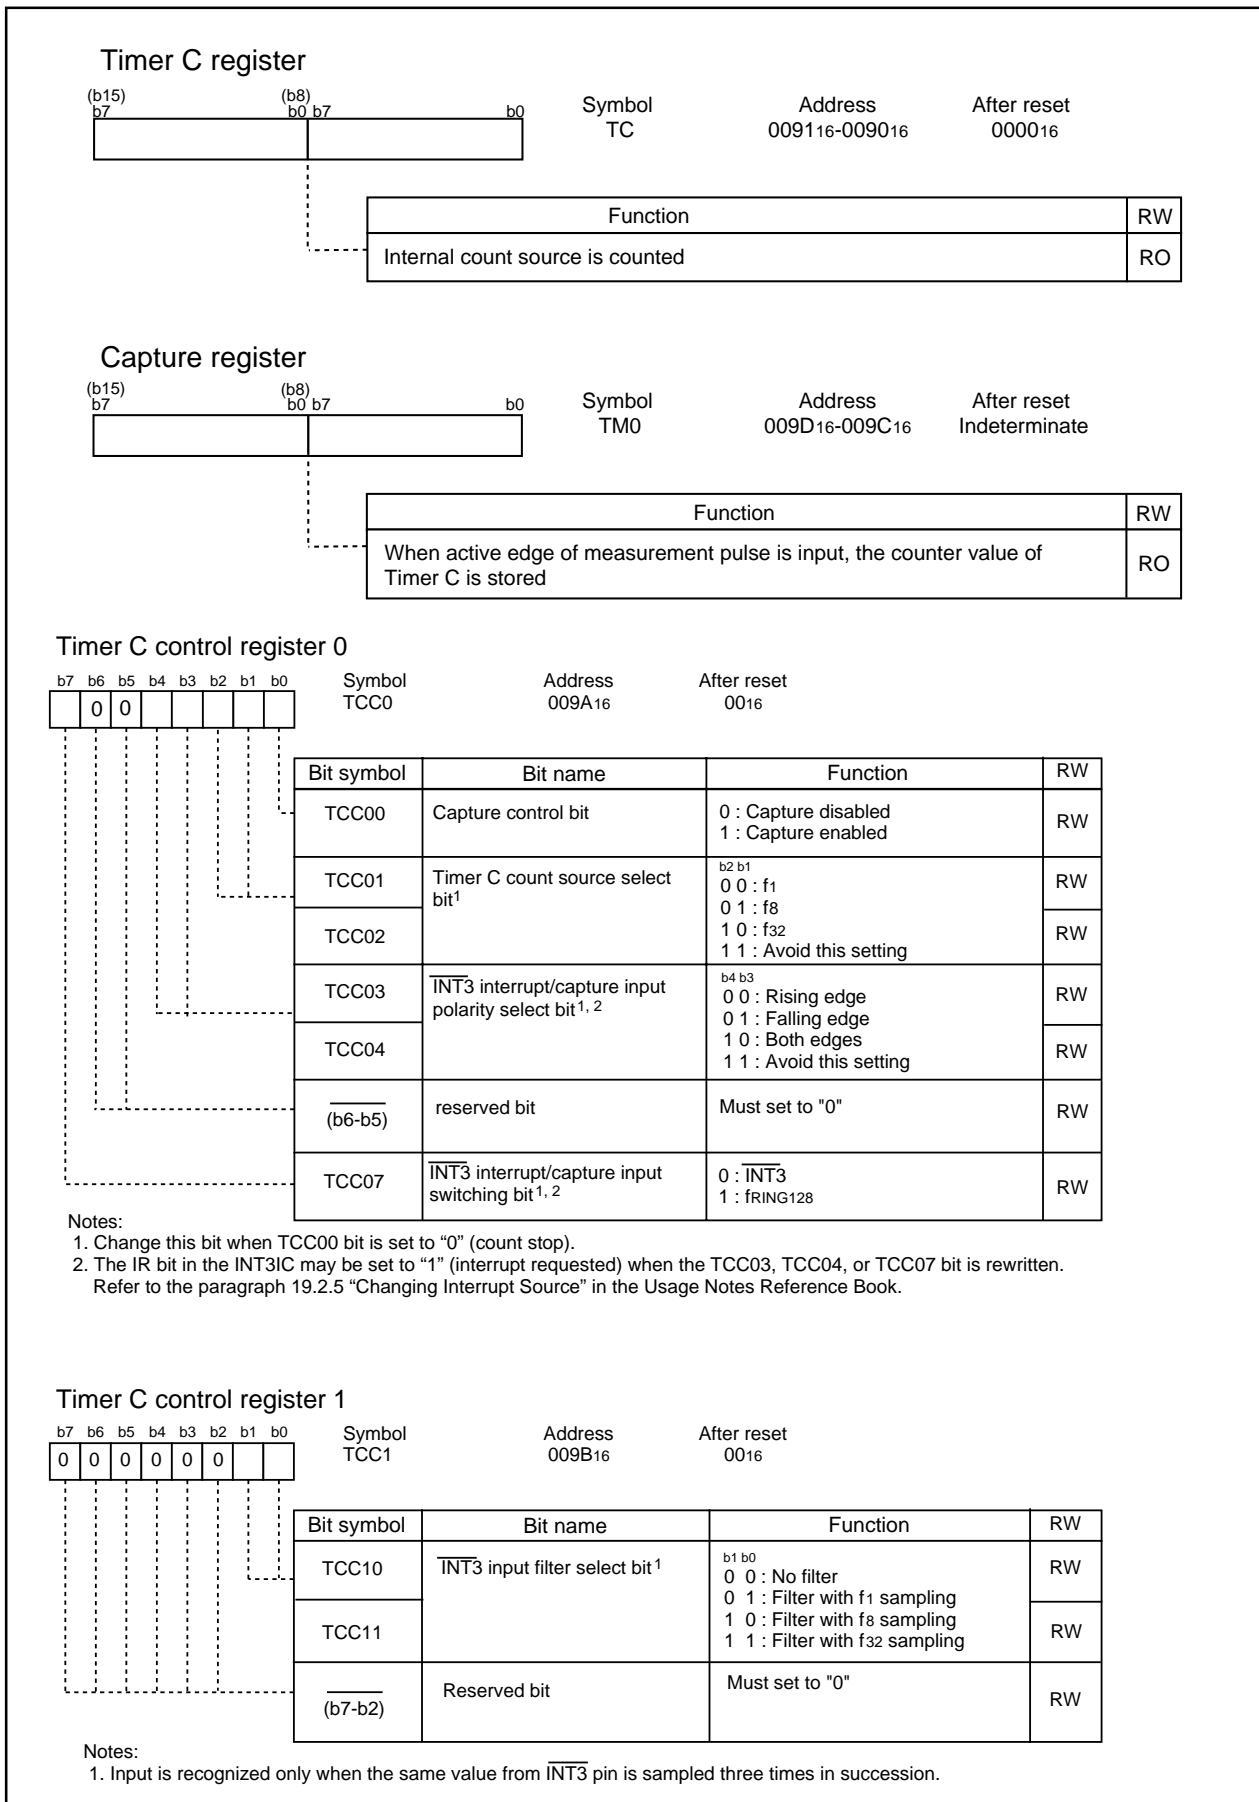 Timer C register
(b15) (b8)
b7 b0 b7 b0
Symbol Address After reset
TC 009116-009016 000016
Function RW
Internal count source is counted RO
Capture register
(b15) (b8)
b7 b0 b7 b0
Symbol Address After reset
TM0 009D16-009C16 Indeterminate
Function RW
When active edge of measurement pulse is input, the counter value of
Timer C is stored
RO
Timer C control register 0
b7 b6 b5 b4 b3 b2 b1 b0
0 0
Symbol Address After reset
TCC0 009A16 0016
Bit symbol Bit name Function RW
TCC00 Capture control bit 0 : Capture disabled
1 : Capture enabled
RW
TCC01 Timer C count source select
bit1
b2 b1
0 0 : f1
0 1 : f8
1 0 : f32
1 1 : Avoid this setting
RW
TCC02 RW
TCC03 INT3 interrupt/capture input
polarity select bit1, 2
b4 b3
0 0 : Rising edge
0 1 : Falling edge
1 0 : Both edges
1 1 : Avoid this setting
RW
TCC04 RW
(b6-b5) reserved bit Must set to "0" RW
TCC07 INT3 interrupt/capture input
switching bit1, 2
0 : INT3
1 : fRING128
RW
Notes:
1. Change this bit when TCC00 bit is set to “0” (count stop).
2. The IR bit in the INT3IC may be set to “1” (interrupt requested) when the TCC03, TCC04, or TCC07 bit is rewritten.
Refer to the paragraph 19.2.5 “Changing Interrupt Source” in the Usage Notes Reference Book.
Timer C control register 1
b7 b6 b5 b4 b3 b2 b1 b0
0 0 0 0 0 0
Symbol Address After reset
TCC1 009B16 0016
Bit symbol Bit name Function RW
TCC10 INT3 input filter select bit1
b1 b0
0 0 : No filter
0 1 : Filter with f1 sampling
1 0 : Filter with f8 sampling
1 1 : Filter with f32 sampling
RW
TCC11 RW
(b7-b2) Reserved bit Must set to "0" RW
Notes:
1. Input is recognized only when the same value from INT3 pin is sampled three times in succession.